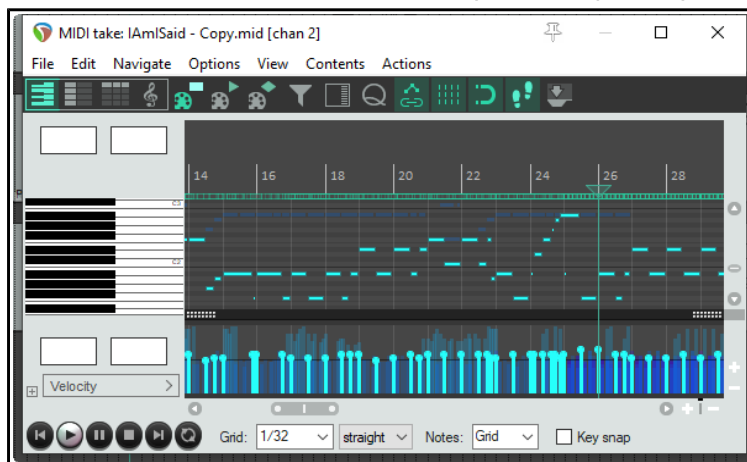 MIDI take: IAmISaid - Copy.mid [chan 2]
File Edit Navigate Options View Contents Actions
14 16 18 20 22 24 26 28
C3
C2
Velocity
Grid: 1/32 straight Notes: Grid Key snap